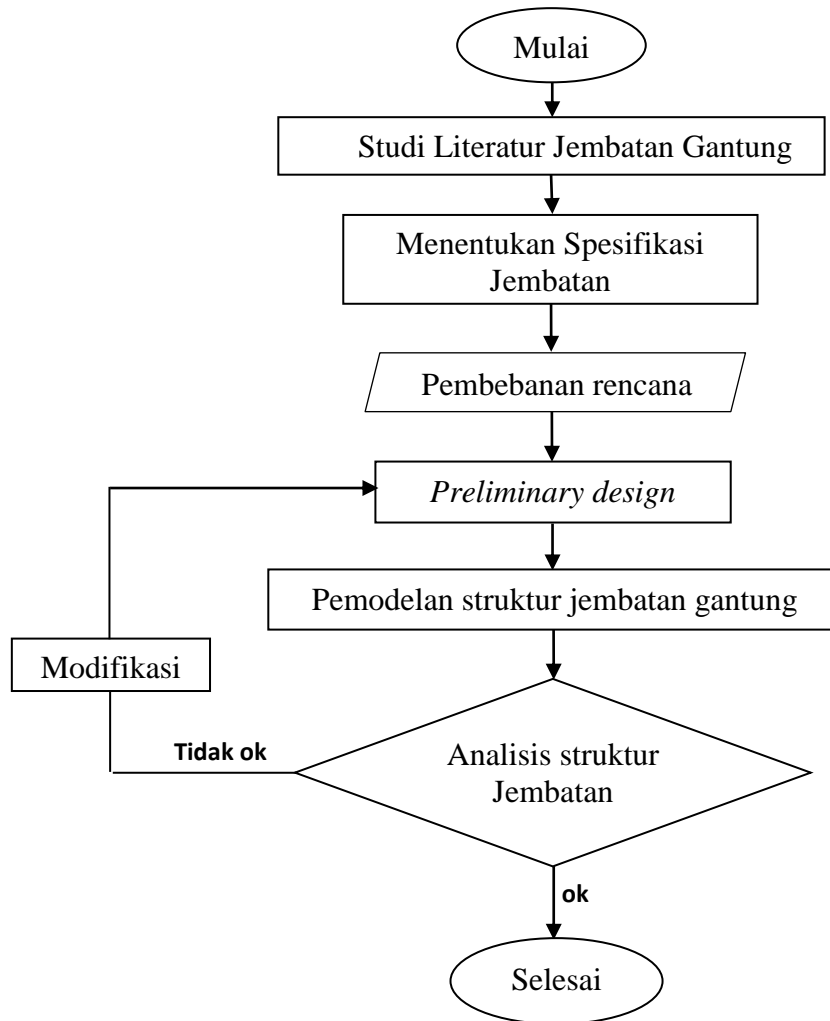 Mulai
Studi Literatur Jembatan Gantung
Menentukan Spesifikasi
Jembatan
Pembebanan rencana
Preliminary design
Pemodelan struktur jembatan gantung
Modifikasi
Tidak ok
Analisis struktur
Jembatan
ok
Selesai